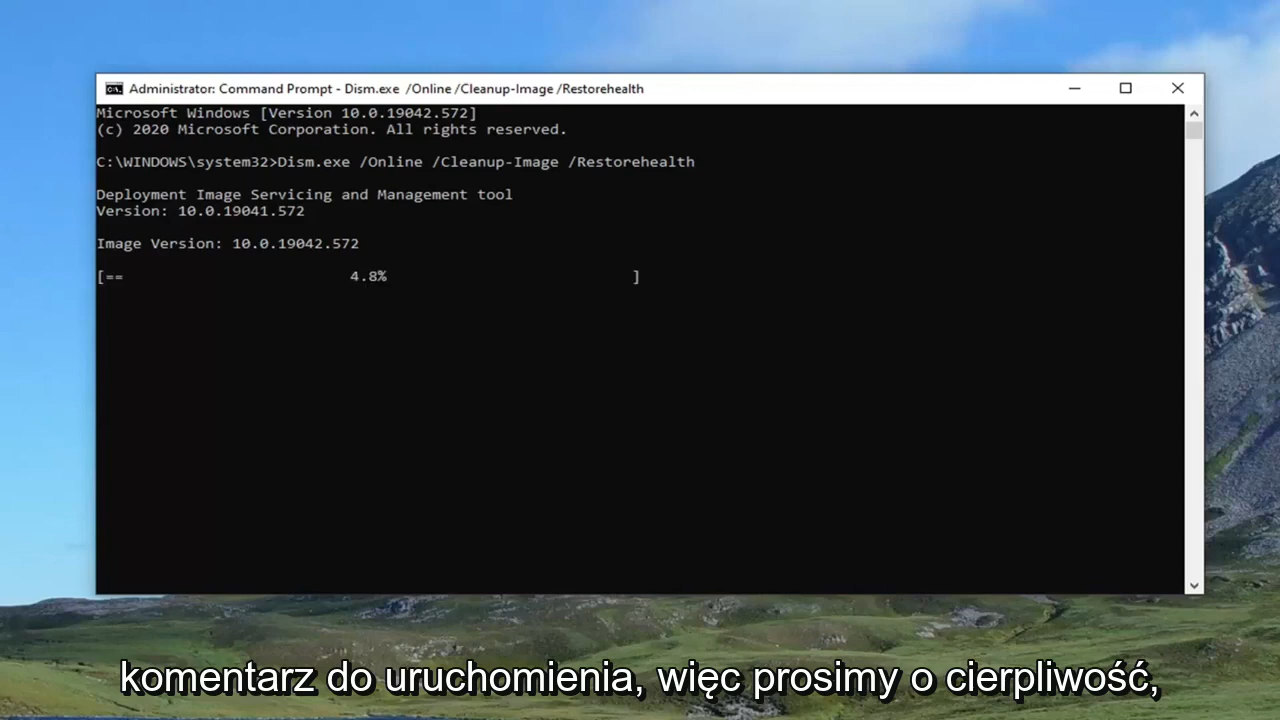 Administrator: Command Prompt - Dism.exe /Online /Cleanup-Image /Restorehealth
Microsoft Windows [Version 10.0.19042.572]
(c) 2020 Microsoft Corporation. All rights reserved.
C:\WINDOWS\system32>Dism.exe /Online /Cleanup-Image /Restorehealth
Deployment Image Servicing and Management tool
Version: 10.0.19041.572
Image Version: 10.0.19042.572
[==                         4.8%                           ]
komentarz do uruchomienia, więc prosimy o cierpliwość,